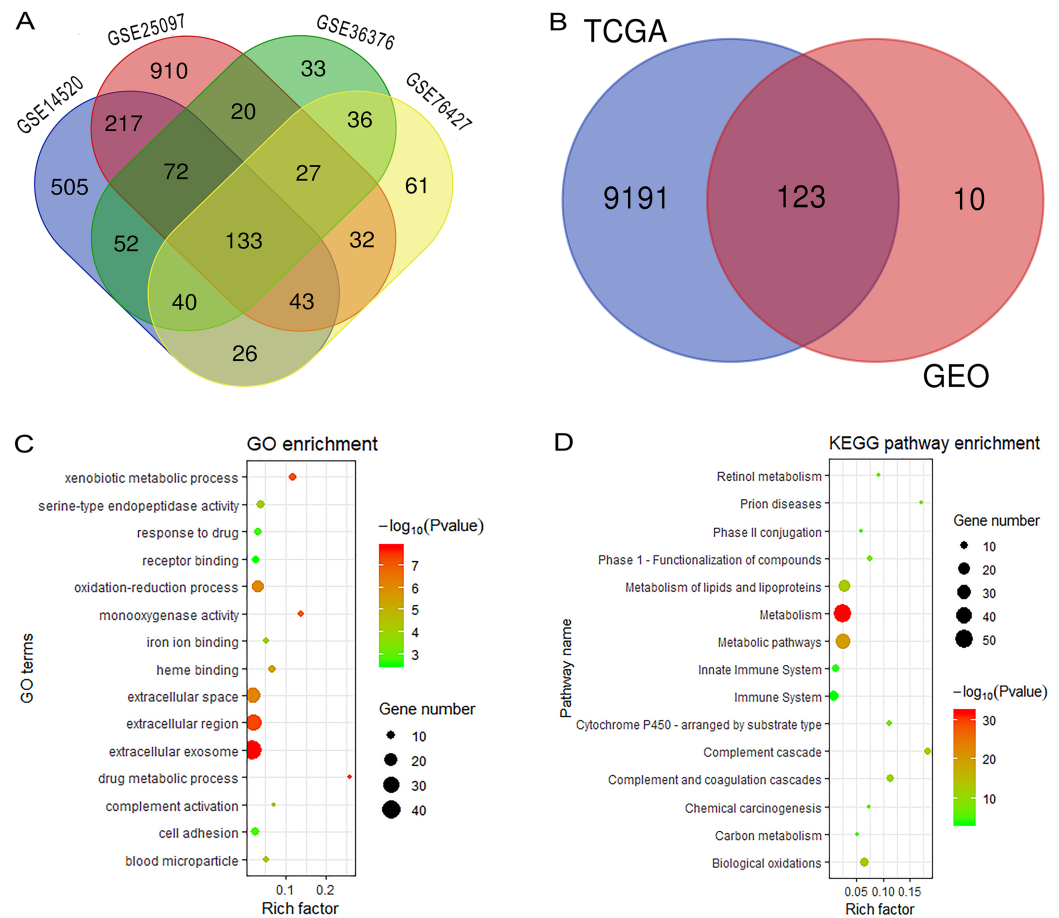 A
GSE14520
GSE25097
GSE36376
GSE76427
910
33
217
20
36
505
72
27
61
52
133
32
40
43
26
B
TCGA
9191
123
10
GEO
C
GO enrichment
GO terms
xenobiotic metabolic process
serine-type endopeptidase activity
response to drug
receptor binding
oxidation-reduction process
monooxygenase activity
iron ion binding
heme binding
extracellular space
extracellular region
extracellular exosome
drug metabolic process
complement activation
cell adhesion
blood microparticle
0.1 0.2
Rich factor
−log10(Pvalue)
7
6
5
4
3
Gene number
10
20
30
40
D
KEGG pathway enrichment
Pathway name
Retinol metabolism
Prion diseases
Phase II conjugation
Phase 1 - Functionalization of compounds
Metabolism of lipids and lipoproteins
Metabolism
Metabolic pathways
Innate Immune System
Immune System
Cytochrome P450 - arranged by substrate type
Complement cascade
Complement and coagulation cascades
Chemical carcinogenesis
Carbon metabolism
Biological oxidations
0.05 0.10 0.15
Rich factor
Gene number
10
20
30
40
50
−log10(Pvalue)
30
20
10